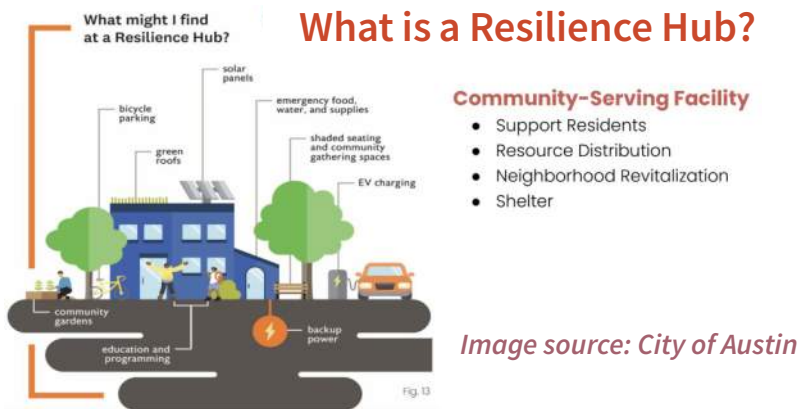 What might I find
at a Resilience Hub?
What is a Resilience Hub?
solar
panels
bicycle
parking
emergency food,
water, and supplies
green
roofs
shaded seating
and community
gathering spaces
EV charging
community
gardens
education and
programming
backup
power
Fig. 13
Community-Serving Facility
● Support Residents
● Resource Distribution
● Neighborhood Revitalization
● Shelter
Image source: City of Austin